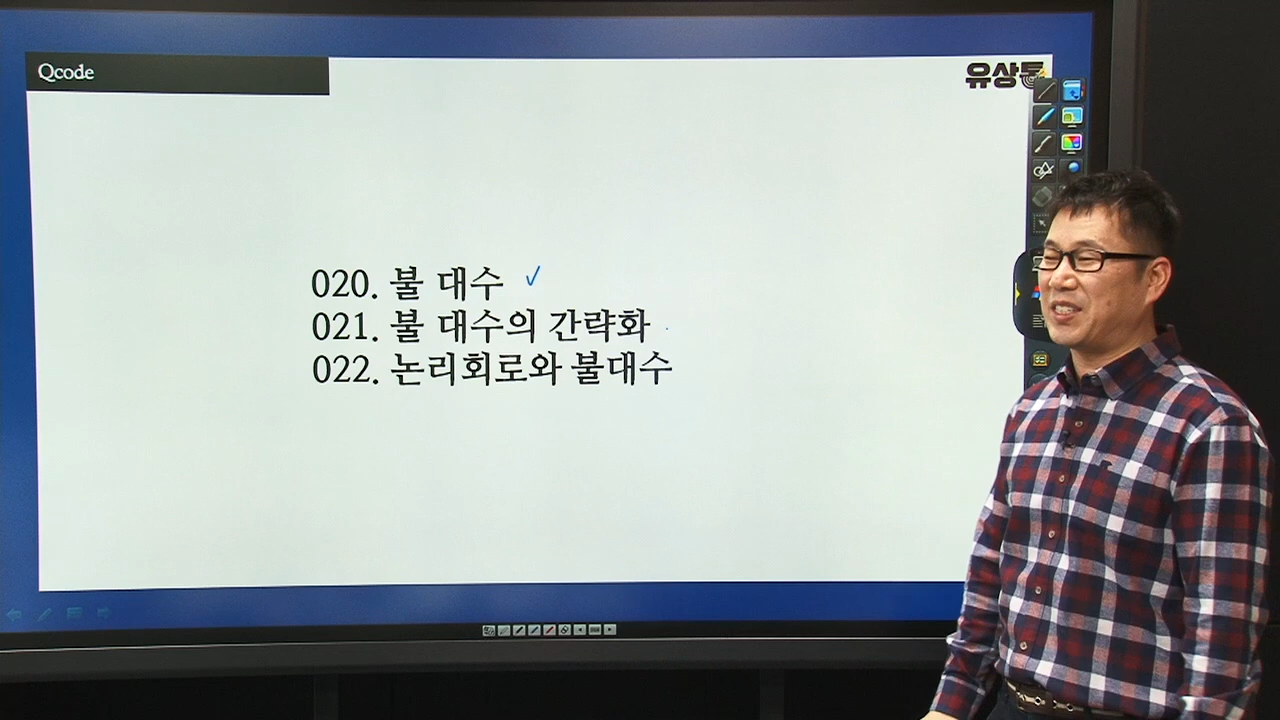 Qcode
유상통
020. 불 대수 ✓
021. 불 대수의 간략화
022. 논리회로와 불대수